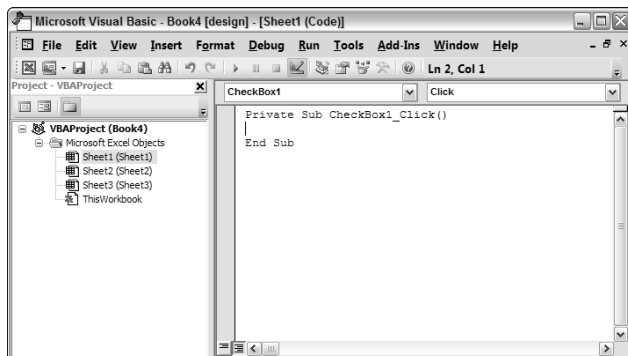 Microsoft Visual Basic - Book4 [design] - [Sheet1 (Code)]
File Edit View Insert Format Debug Run Tools Add-Ins Window Help
Ln 2, Col 1
Project - VBAProject
CheckBox1 Click
VBAProject (Book4)
Microsoft Excel Objects
Sheet1 (Sheet1)
Sheet2 (Sheet2)
Sheet3 (Sheet3)
ThisWorkbook
Private Sub CheckBox1_Click()
End Sub